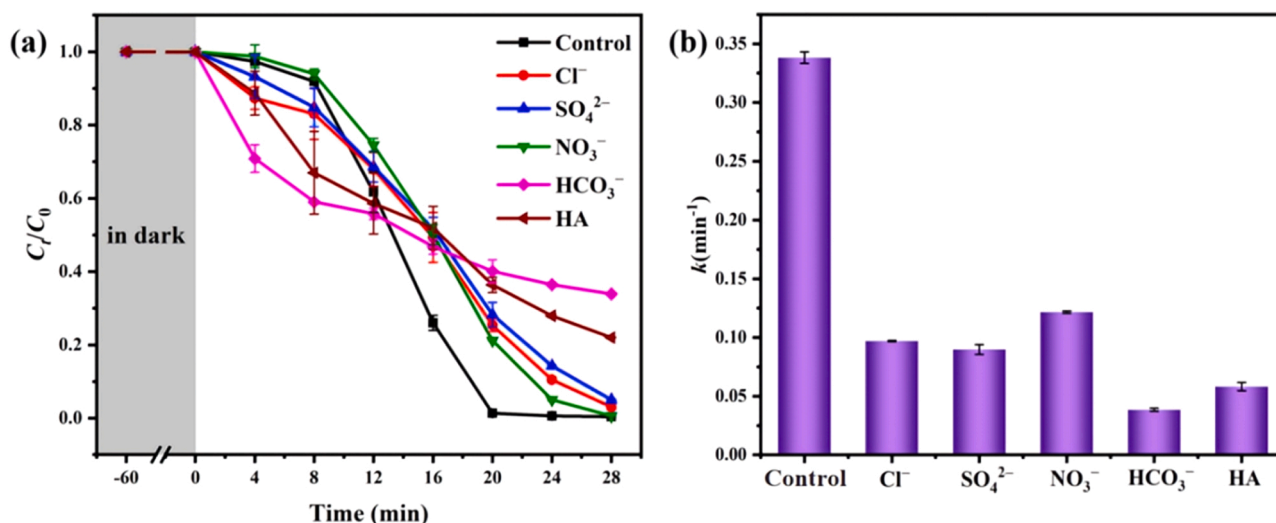 (a)
Cₜ/C₀
1.0
0.8
0.6
0.4
0.2
0.0
in dark
Control
Cl⁻
SO₄²⁻
NO₃⁻
HCO₃⁻
HA
-60 0 4 8 12 16 20 24 28
Time (min)
(b)
k(min⁻¹)
0.35
0.30
0.25
0.20
0.15
0.10
0.05
0.00
Control Cl⁻ SO₄²⁻ NO₃⁻ HCO₃⁻ HA